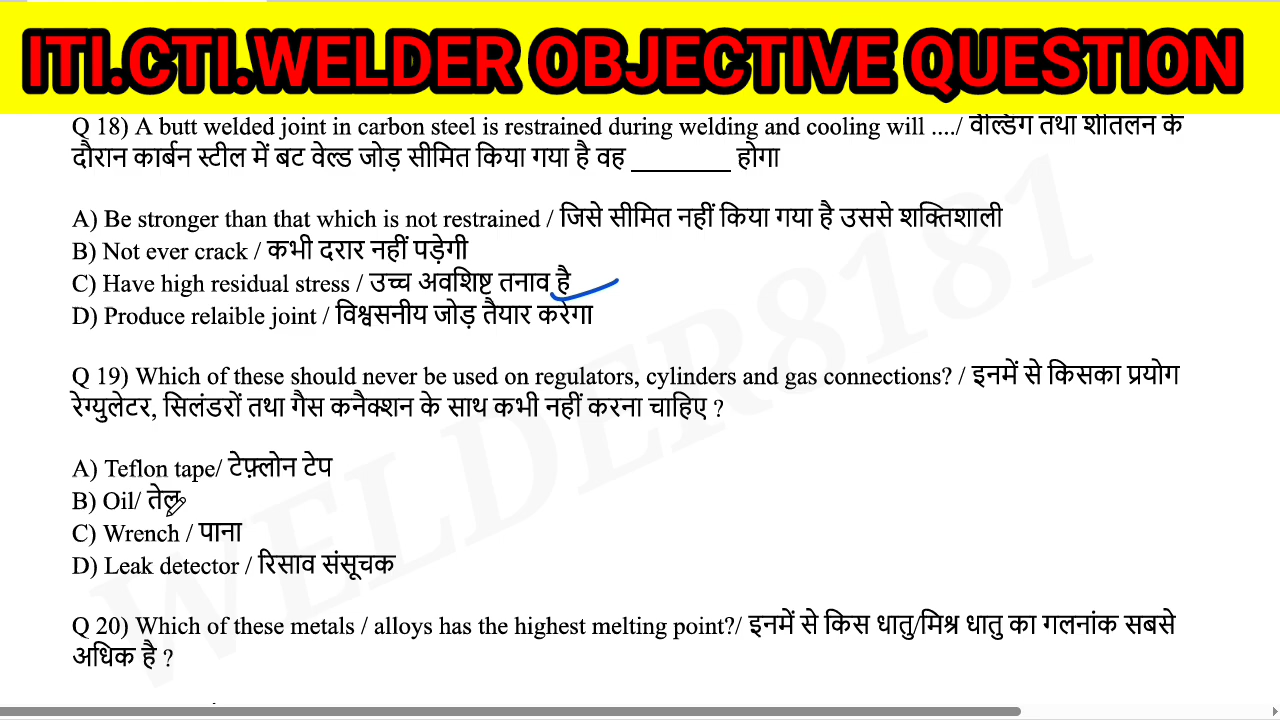 ITI.CTI.WELDER OBJECTIVE QUESTION
Q 18) A butt welded joint in carbon steel is restrained during welding and cooling will ..../ वेल्डिंग तथा शीतलन के
दौरान कार्बन स्टील में बट वेल्ड जोड़ सीमित किया गया है वह ________ होगा
A) Be stronger than that which is not restrained / जिसे सीमित नहीं किया गया है उससे शक्तिशाली
B) Not ever crack / कभी दरार नहीं पड़ेगी
C) Have high residual stress / उच्च अवशिष्ट तनाव है
D) Produce relaible joint / विश्वसनीय जोड़ तैयार करेगा
Q 19) Which of these should never be used on regulators, cylinders and gas connections? / इनमें से किसका प्रयोग
रेग्युलेटर, सिलंडरों तथा गैस कनैक्शन के साथ कभी नहीं करना चाहिए ?
A) Teflon tape/ टेफ़्लोन टेप
B) Oil/ तेल
C) Wrench / पाना
D) Leak detector / रिसाव संसूचक
Q 20) Which of these metals / alloys has the highest melting point?/ इनमें से किस धातु/मिश्र धातु का गलनांक सबसे
अधिक है ?
WELDER8181